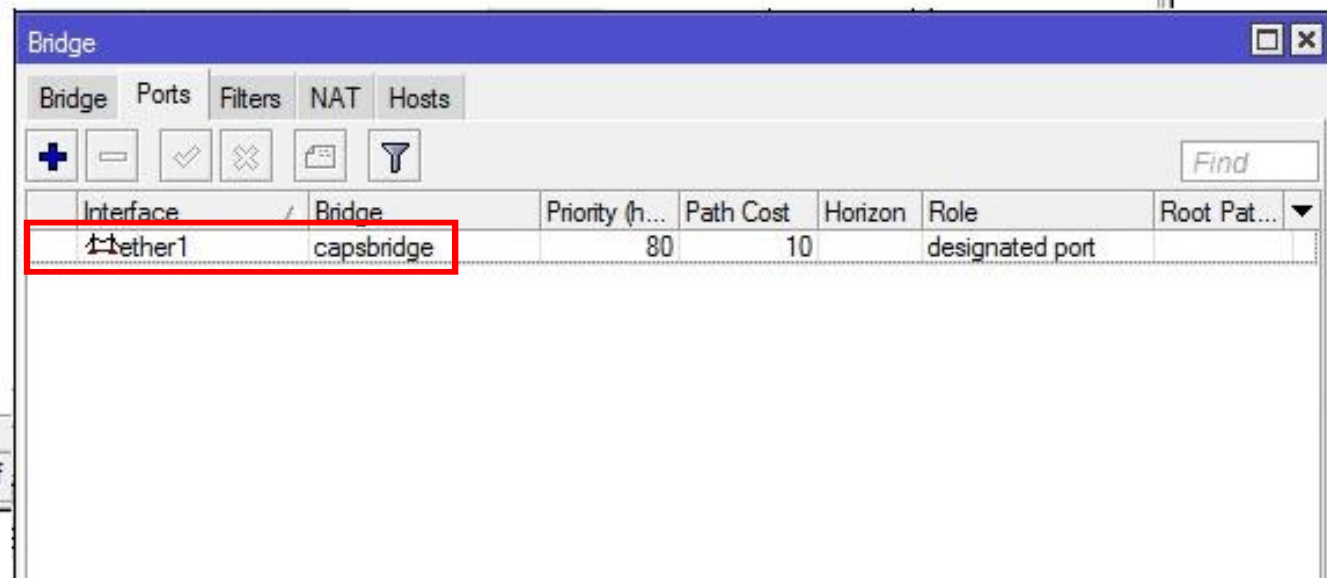 Bridge
Bridge Ports Filters NAT Hosts
Find
Interface Bridge Priority (h... Path Cost Horizon Role Root Pat...
ether1 capsbridge 80 10 designated port